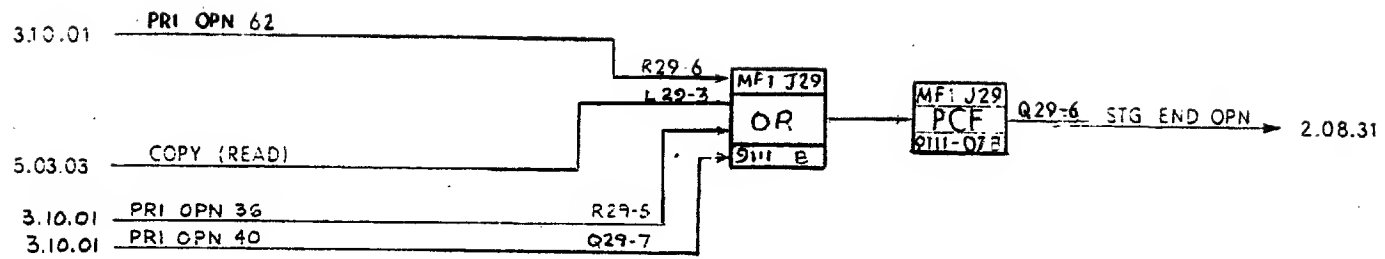 3.10.01 PRI OPN 62
R29-6
MF1 J29
L29-3
OR
9111 B
MF1 J29
PCF
9111-07B
Q29-6 STG END OPN 2.08.31
5.03.03 COPY (READ)
3.10.01 PRI OPN 36 R29-5
3.10.01 PRI OPN 40 Q29-7